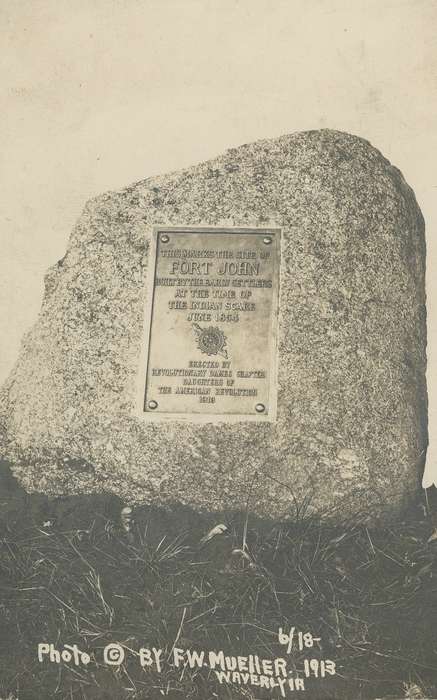 THIS MARKS THE SITE OF
FORT JOHN
BUILT BY THE EARLY SETTLERS
AT THE TIME OF
THE INDIAN SCARE
JUNE 1854
ERECTED BY
REVOLUTIONARY DAMES CHAPTER
DAUGHTERS OF
THE AMERICAN REVOLUTION
1913
6/18-
Photo © BY F.W. MUELLER, 1913
WAVERLY IA